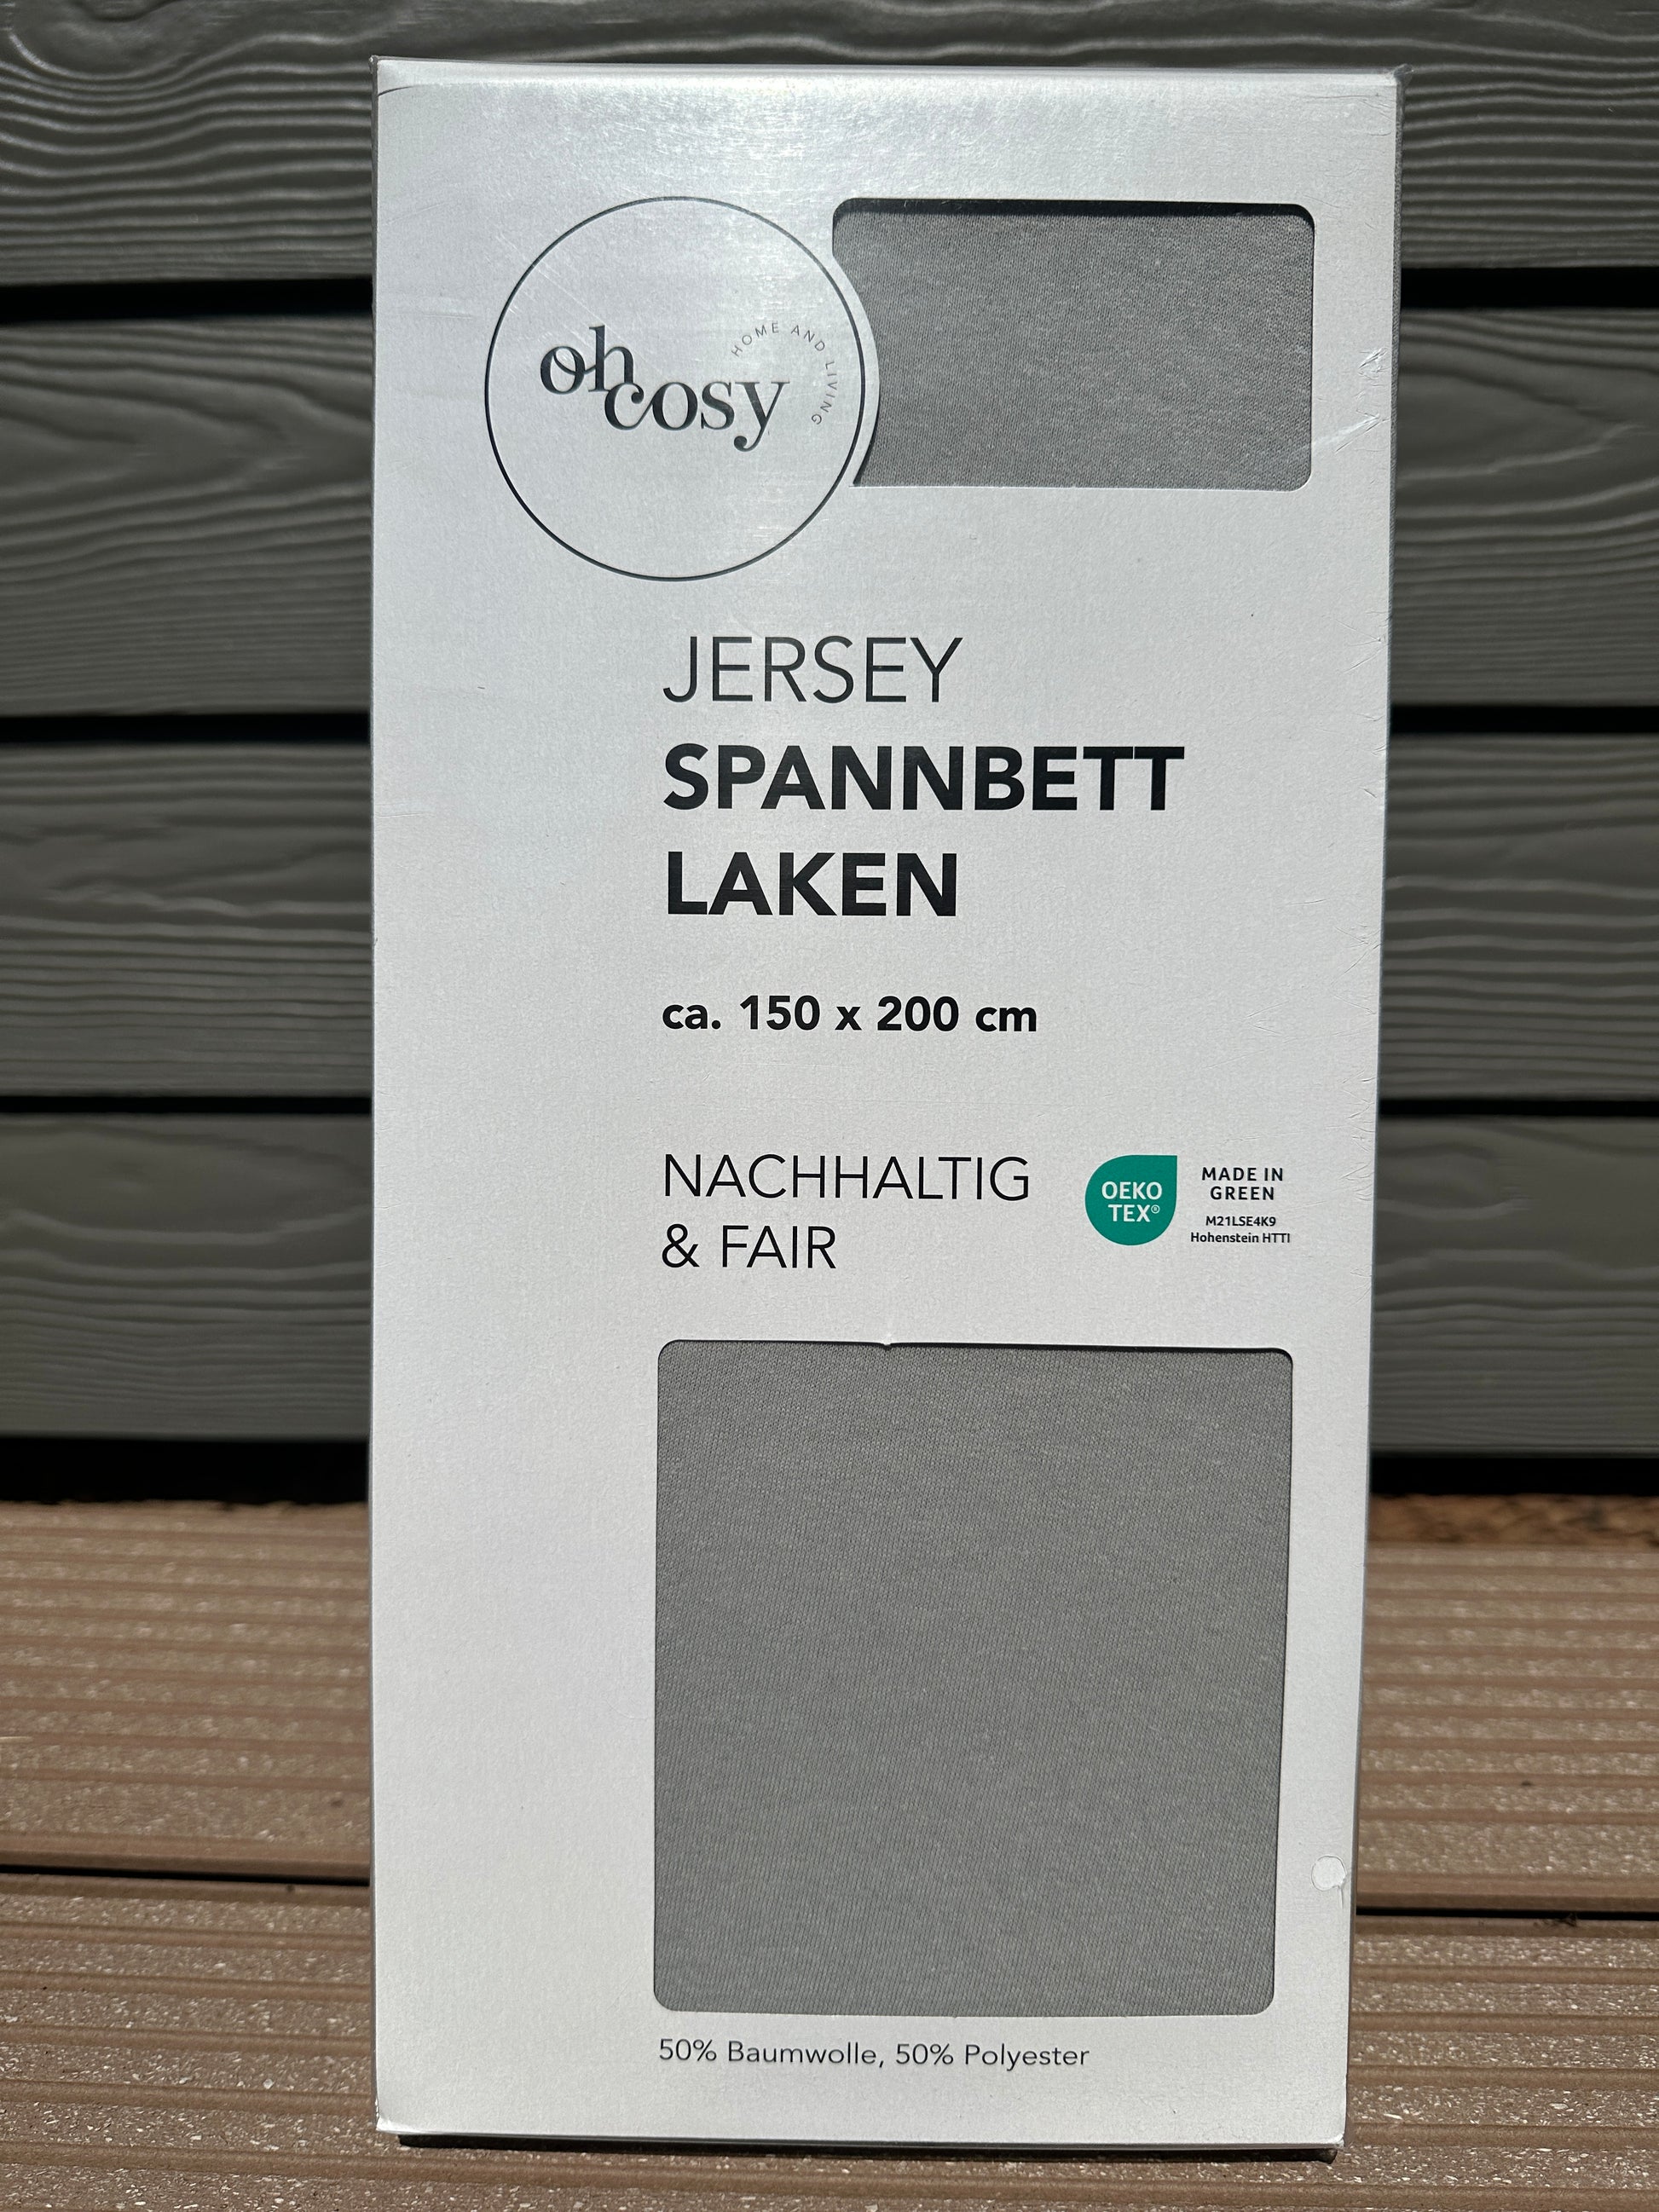 oh
cosy
HOME AND LIVING
JERSEY
SPANNBETT
LAKEN
ca. 150 x 200 cm
NACHHALTIG
& FAIR
OEKO
TEX®
MADE IN
GREEN
M21LSE4K9
Hohenstein HTTI
50% Baumwolle, 50% Polyester